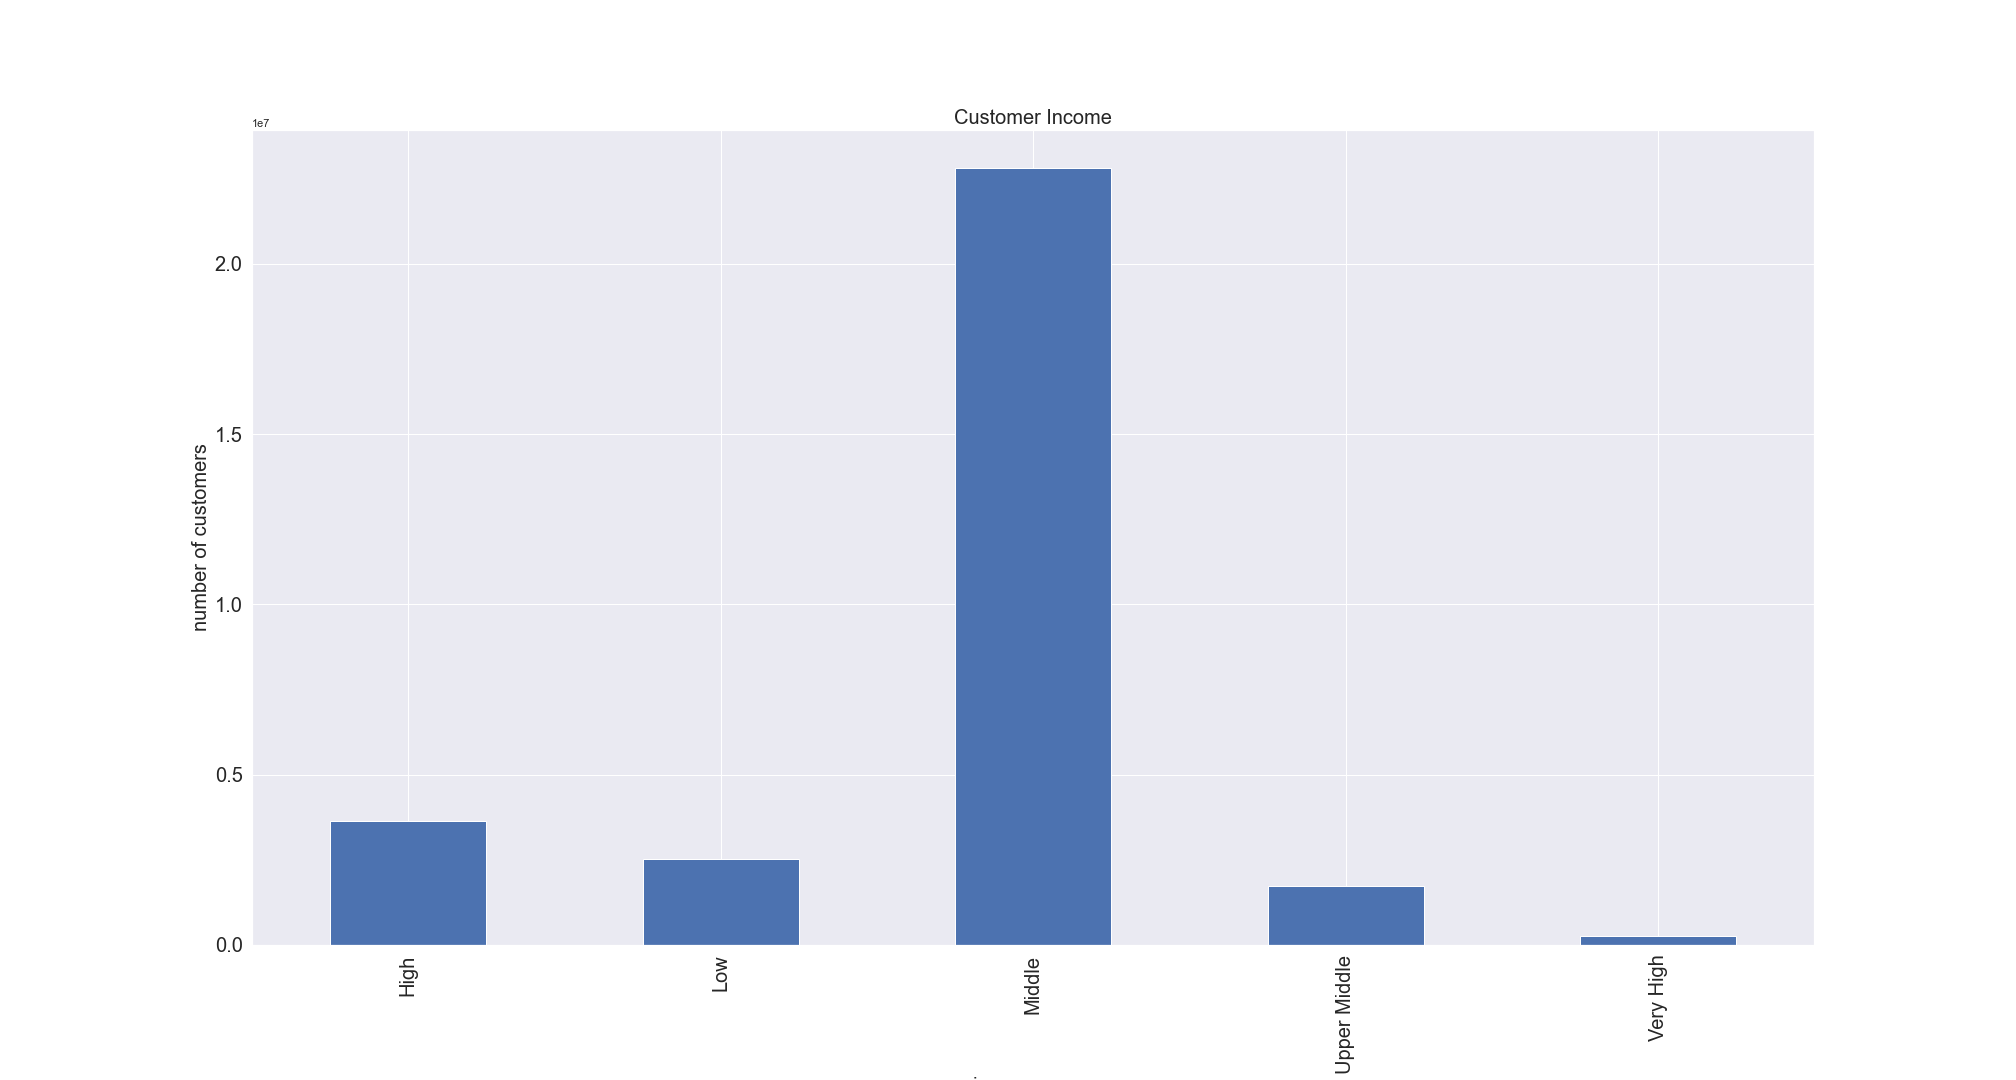 Customer Income
1e7
2.0
1.5
1.0
0.5
0.0
number of customers
High
Low
Middle
Upper Middle
Very High